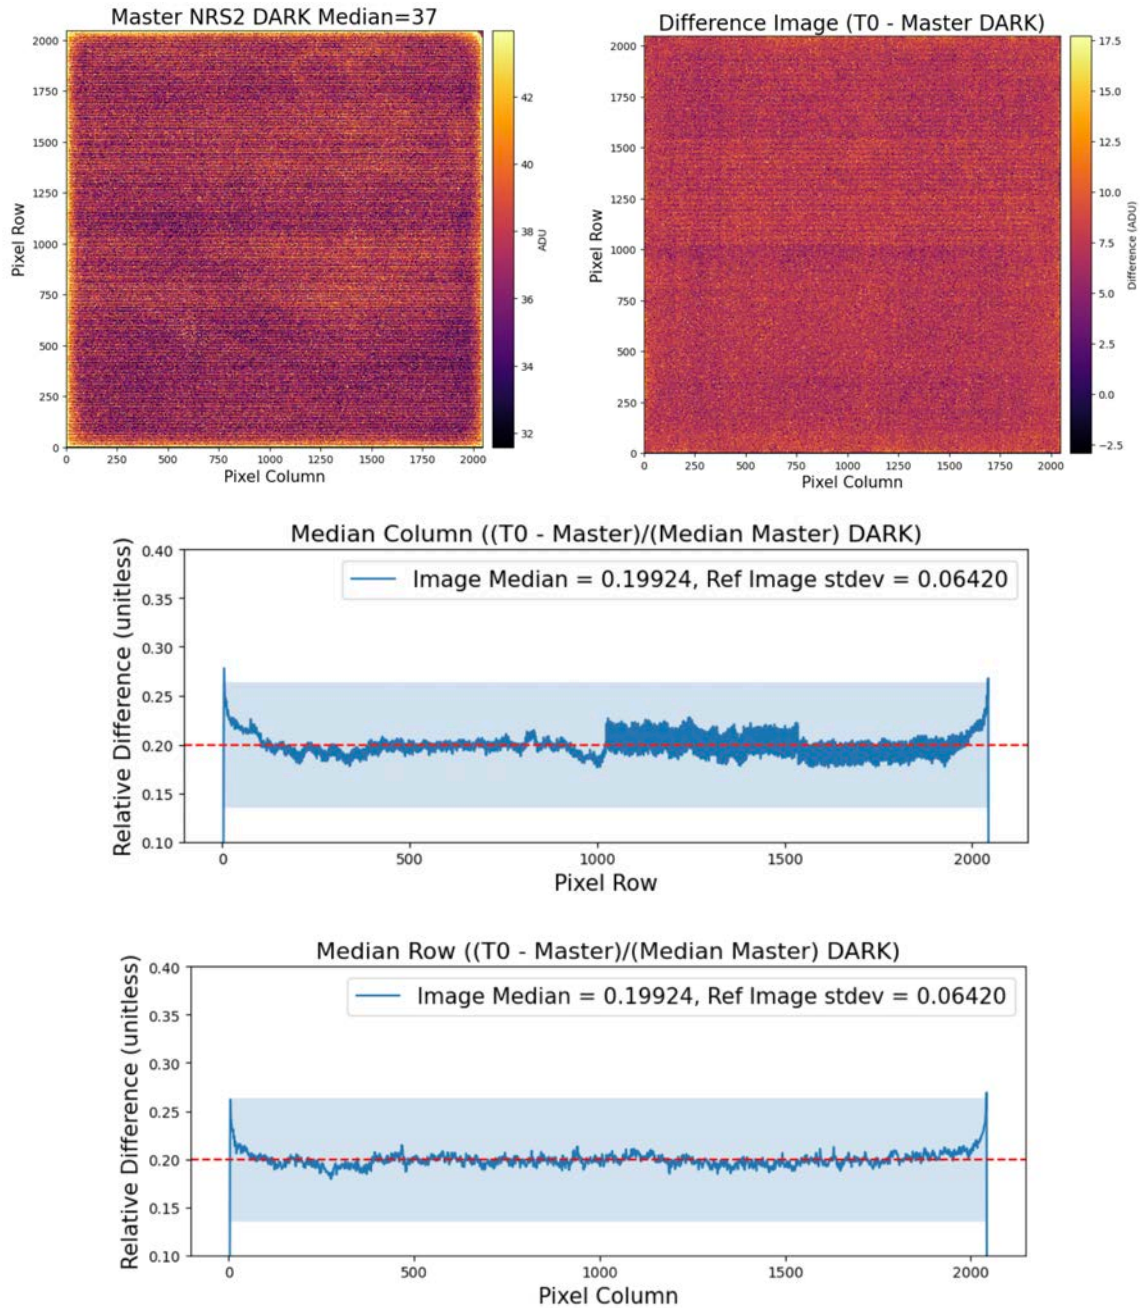 Master NRS2 DARK Median=37
2000
1750
1500
1250
1000
750
500
250
0
Pixel Row
0 250 500 750 1000 1250 1500 1750 2000
Pixel Column
42
40
38
36
34
32
ADU
Difference Image (T0 - Master DARK)
2000
1750
1500
1250
1000
750
500
250
0
Pixel Row
0 250 500 750 1000 1250 1500 1750 2000
Pixel Column
17.5
15.0
12.5
10.0
7.5
5.0
2.5
0.0
−2.5
Difference (ADU)
Median Column ((T0 - Master)/(Median Master) DARK)
Image Median = 0.19924, Ref Image stdev = 0.06420
0.40
0.35
0.30
0.25
0.20
0.15
0.10
Relative Difference (unitless)
0 500 1000 1500 2000
Pixel Row
Median Row ((T0 - Master)/(Median Master) DARK)
Image Median = 0.19924, Ref Image stdev = 0.06420
0.40
0.35
0.30
0.25
0.20
0.15
0.10
Relative Difference (unitless)
0 500 1000 1500 2000
Pixel Column